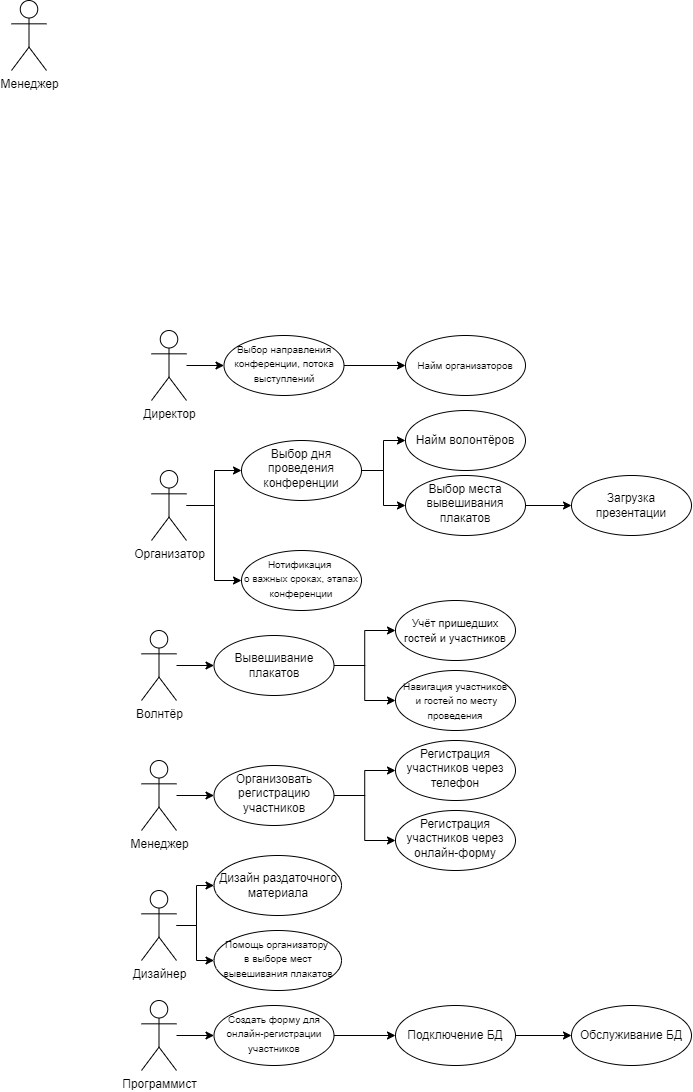 Менеджер
Выбор направления
конференции, потока
выступлений
Найм организаторов
Директор
Выбор дня
проведения
конференции
Найм волонтёров
Выбор места
вывешивания
плакатов
Загрузка
презентации
Организатор
Нотификация
о важных сроках, этапах
конференции
Учёт пришедших
гостей и участников
Вывешивание
плакатов
Навигация участников
и гостей по месту
проведения
Волнтёр
Регистрация
участников через
телефон
Организовать
регистрацию
участников
Регистрация
участников через
онлайн-форму
Менеджер
Дизайн раздаточного
материала
Помощь организатору
в выборе мест
вывешивания плакатов
Дизайнер
Создать форму для
онлайн-регистрации
участников
Подключение БД
Обслуживание БД
Программист